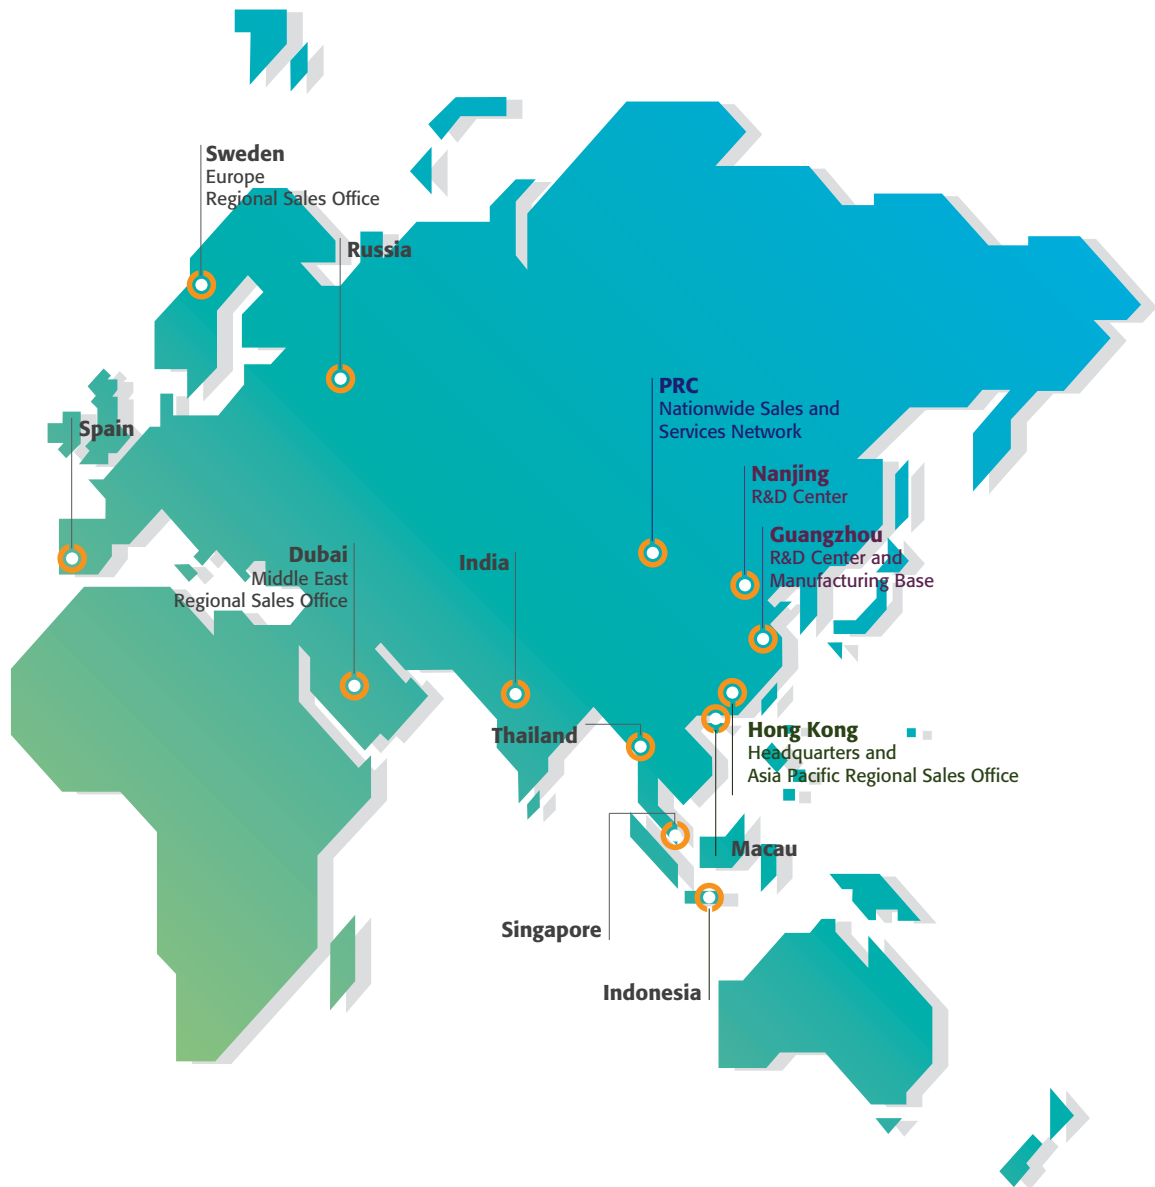 Sweden
Europe
Regional Sales Office
Russia
PRC
Nationwide Sales and
Services Network
Spain
Nanjing
R&D Center
Guangzhou
R&D Center and
Manufacturing Base
Dubai
Middle East
Regional Sales Office
India
Thailand
Hong Kong
Headquarters and
Asia Pacific Regional Sales Office
Macau
Singapore
Indonesia